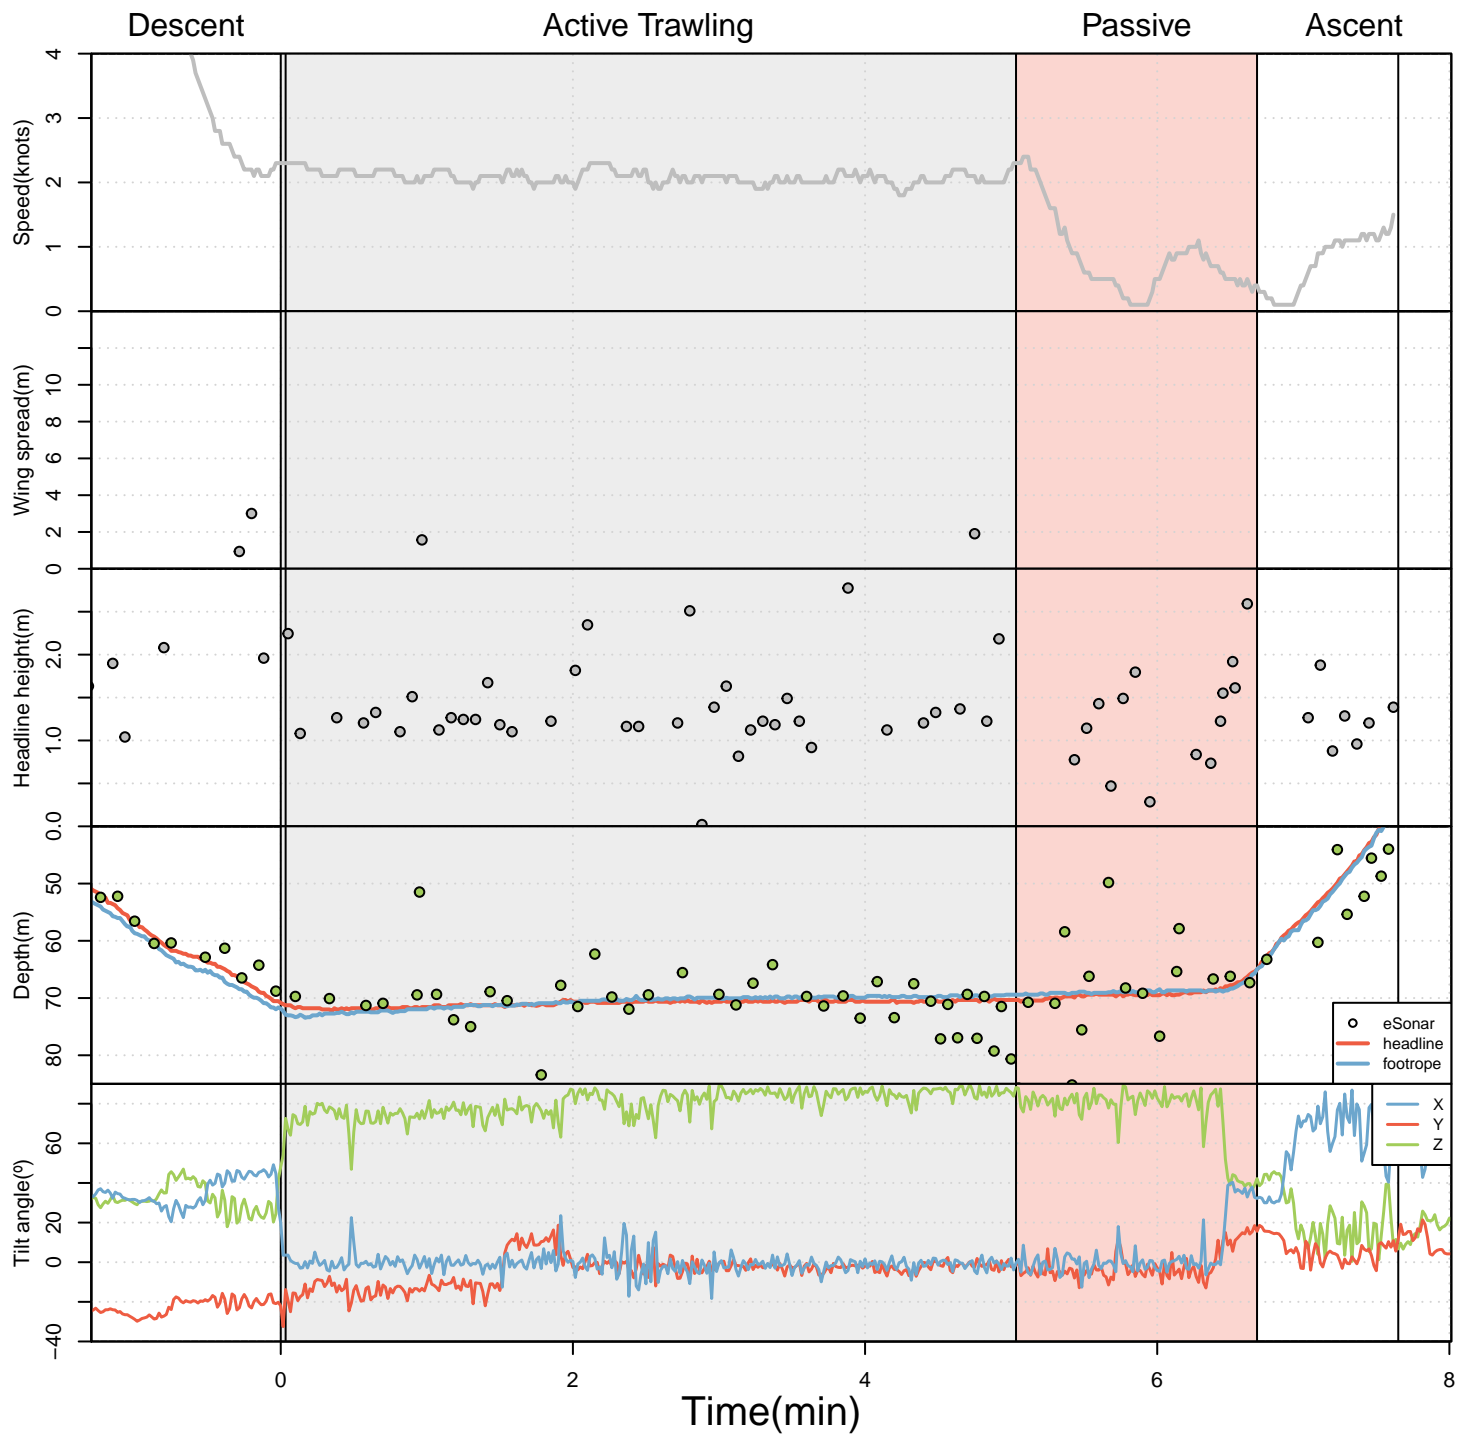 Descent Active Trawling Passive Ascent
Speed(knots)
4
3
2
1
0
Wing spread(m)
10
8
6
4
2
0
Headline height(m)
2.0
1.0
0.0
Depth(m)
50
60
70
80
eSonar
headline
footrope
Tilt angle(º)
60
20
0
−40
X
Y
Z
0 2 4 6 8
Time(min)